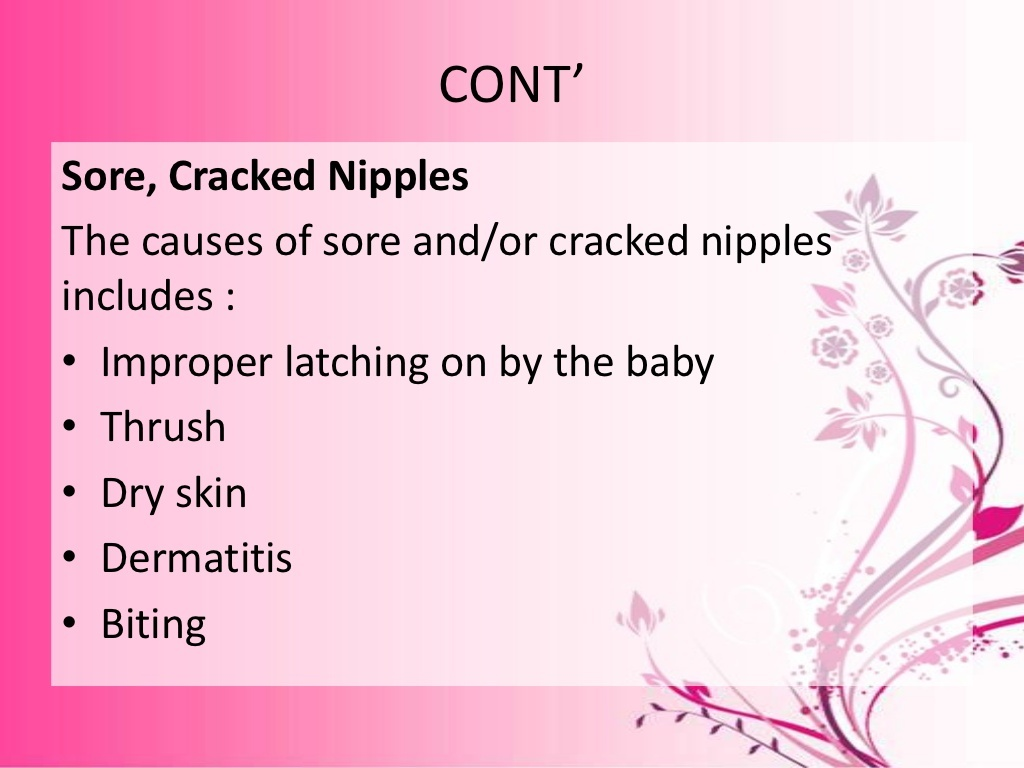 CONT’
Sore, Cracked Nipples
The causes of sore and/or cracked nipples
includes :
• Improper latching on by the baby
• Thrush
• Dry skin
• Dermatitis
• Biting